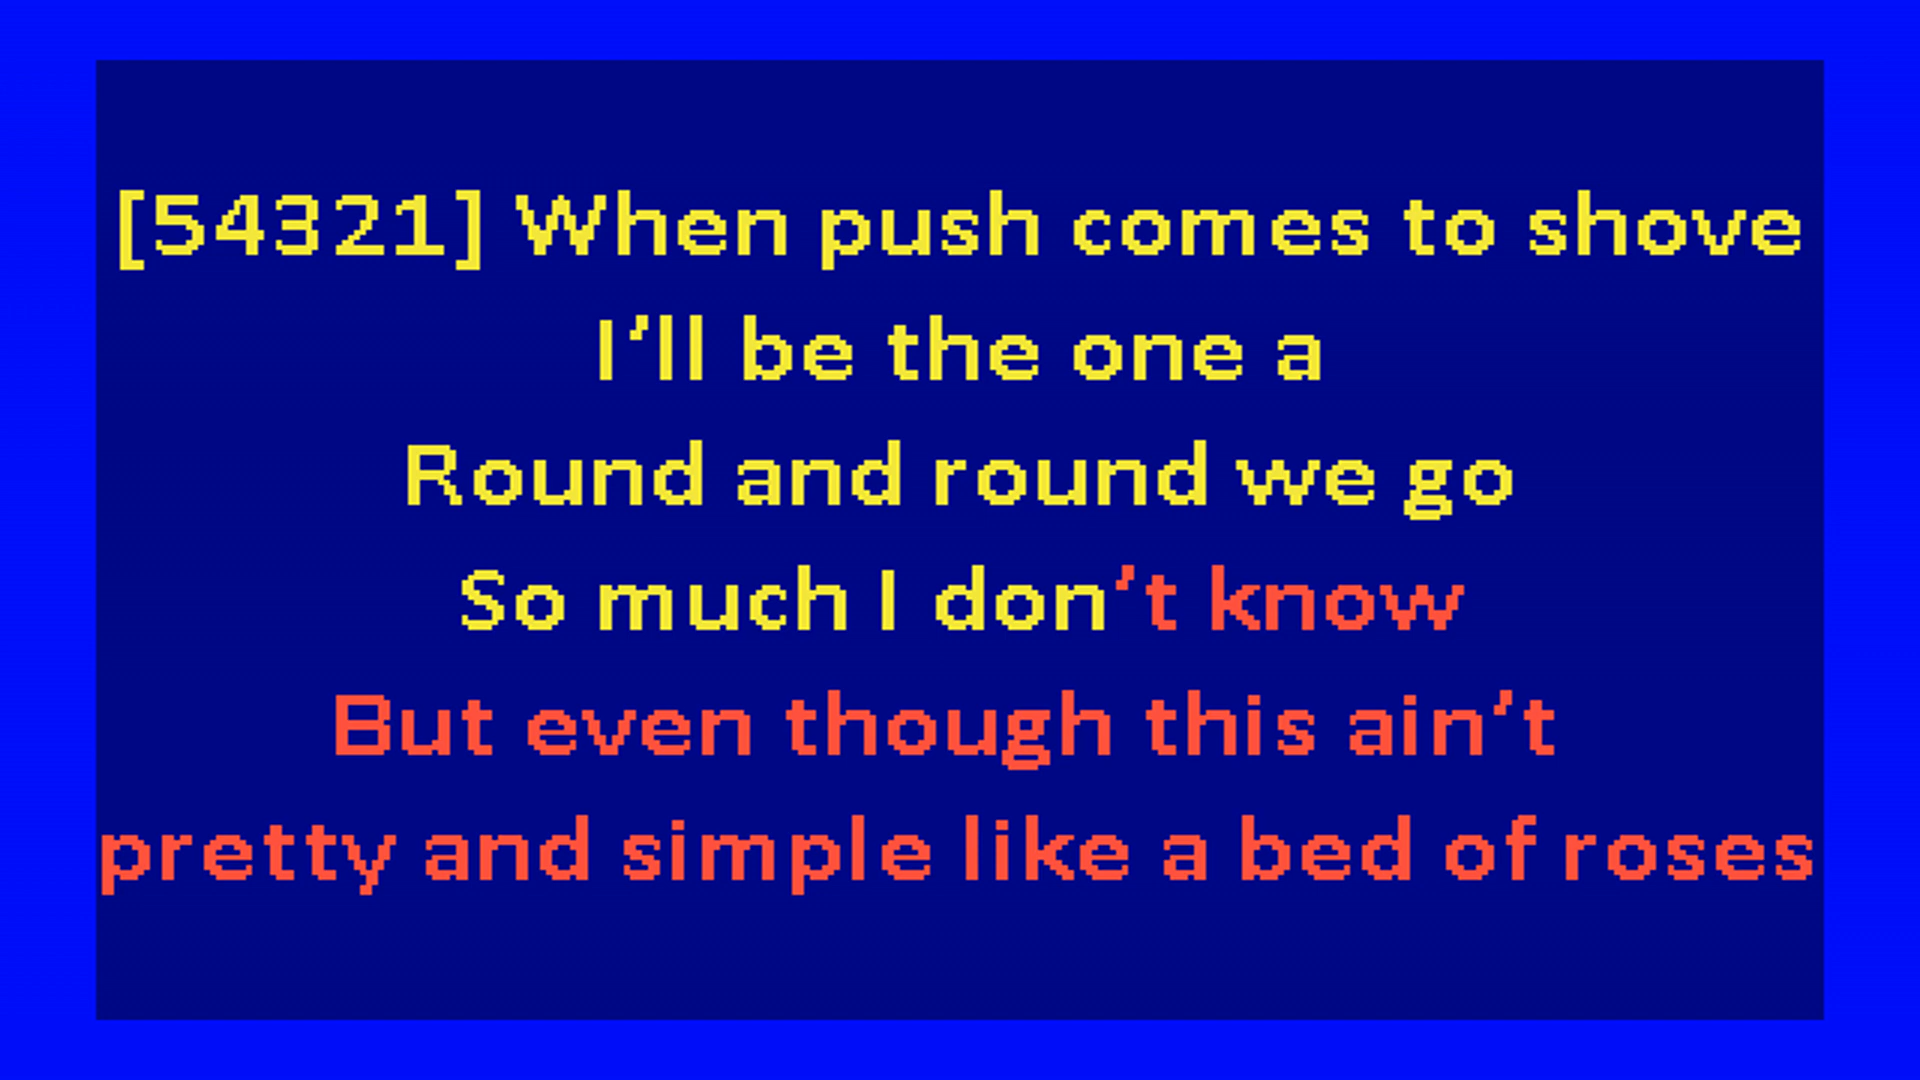 [54321] When push comes to shove
I’ll be the one a
Round and round we go
So much I don’t know
But even though this ain’t
pretty and simple like a bed of roses